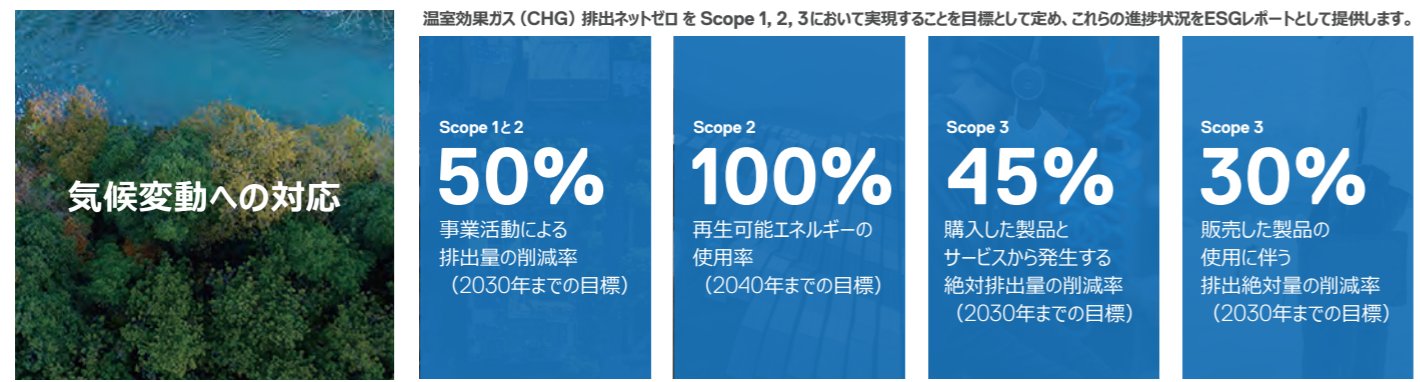 温室効果ガス（CHG）排出ネットゼロ を Scope 1, 2, 3において実現することを目標として定め、これらの進捗状況をESGレポートとして提供します。
気候変動への対応
Scope 1と2
50%
事業活動による
排出量の削減率
（2030年までの目標）
Scope 2
100%
再生可能エネルギーの
使用率
（2040年までの目標）
Scope 3
45%
購入した製品と
サービスから発生する
絶対排出量の削減率
（2030年までの目標）
Scope 3
30%
販売した製品の
使用に伴う
排出絶対量の削減率
（2030年までの目標）